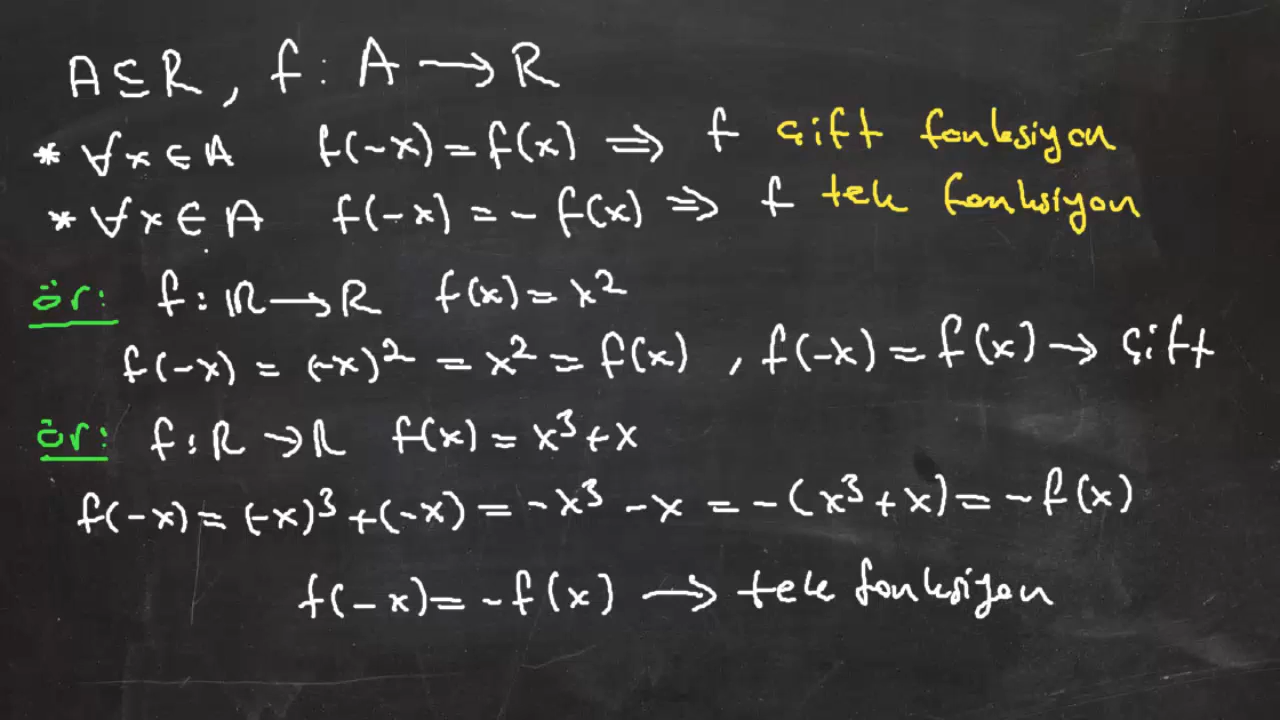 A⊆R, f: A → R
* ∀x∈A f(-x) = f(x) ⇒ f çift fonksiyon
* ∀x∈A f(-x) = - f(x) ⇒ f tek fonksiyon
ör: f: R → R f(x) = x²
f(-x) = (-x)² = x² = f(x) , f(-x) = f(x) → çift
ör: f: R → R f(x) = x³+x
f(-x) = (-x)³ + (-x) = -x³ - x = -(x³ + x) = - f(x)
f(-x) = - f(x) → tek fonksiyon